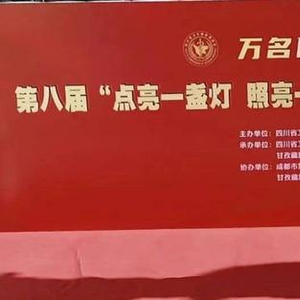 万名
第八届“点亮一盏灯 照亮一
主办单位：四川省
承办单位：四川省
甘孜藏
协办单位：成都市
甘孜藏